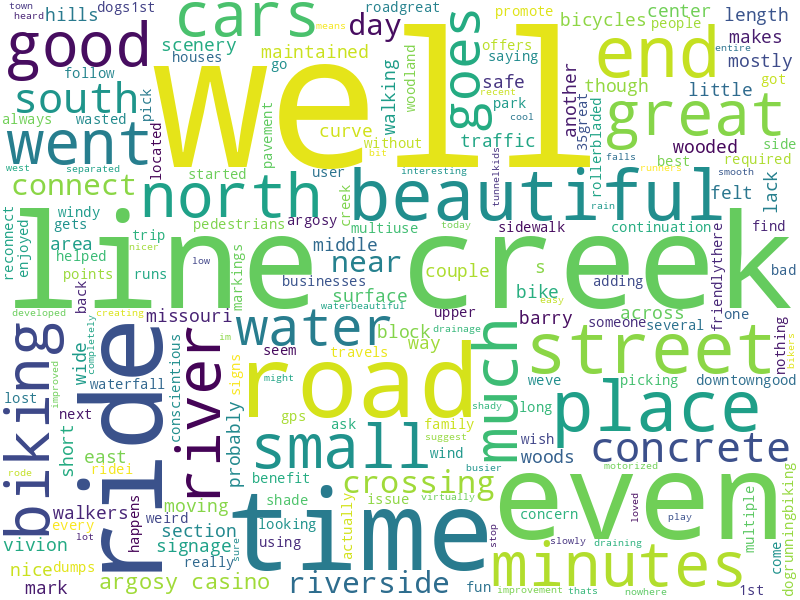 town
hills
dogs1st
cars
day
roadgreat
promote
bicycles
center
length
heard
good
scenery
means
goes
offers
people
end
makes
houses
maintained
go
woodland
saying
mostly
follow
well
walking
safe
another
though
got
south
pick
park
cool
35great
little
entire
always
wasted
curve
recent
great
went
located
pavement
without
traffic
rollerbladed
wooded
side
bit
best
required
west
separated
started
user
north
beautiful
interesting
tunnelkids
falls
runners
smooth
connect
felt
lack
rain
windy
pedestrians
argosy
creek
today
sidewalk
continuation
find
reconnect
enjoyed
gets
trip
multiuse
friendlythere
area
helped
nicer
markings
middle
line creek
points
runs
low
near
couple
s
bike
across
bad
back
businesses
adding
developed
creating
surface
waterbeautiful
easy
one
missouri
water
block
upper
barry
someone
several
nothing
biking
ride
river
im
drainage
way
much
street
bikers
wide
completely
conscientious
signs
seem
travels
weve
picking
downtowngood
waterfall
road
might
shady
lost
improved
gps
family
long
place
next
short
probably
small
ask
suggest
wish
rode
east
wind
woods
concrete
ridei
benefit
busier
virtually
walkers
every
happens
weird
moving
shade
issue
crossing
even
motorized
vivion
lot
section
looking
actually
concern
loved
play
multiple
dogrunningbiking
signage
using
time
stop
slowly
draining
come
nice
dumps
really
sure
minutes
mark
argosy casino
riverside
fun
improvement
thats
nowhere
1st